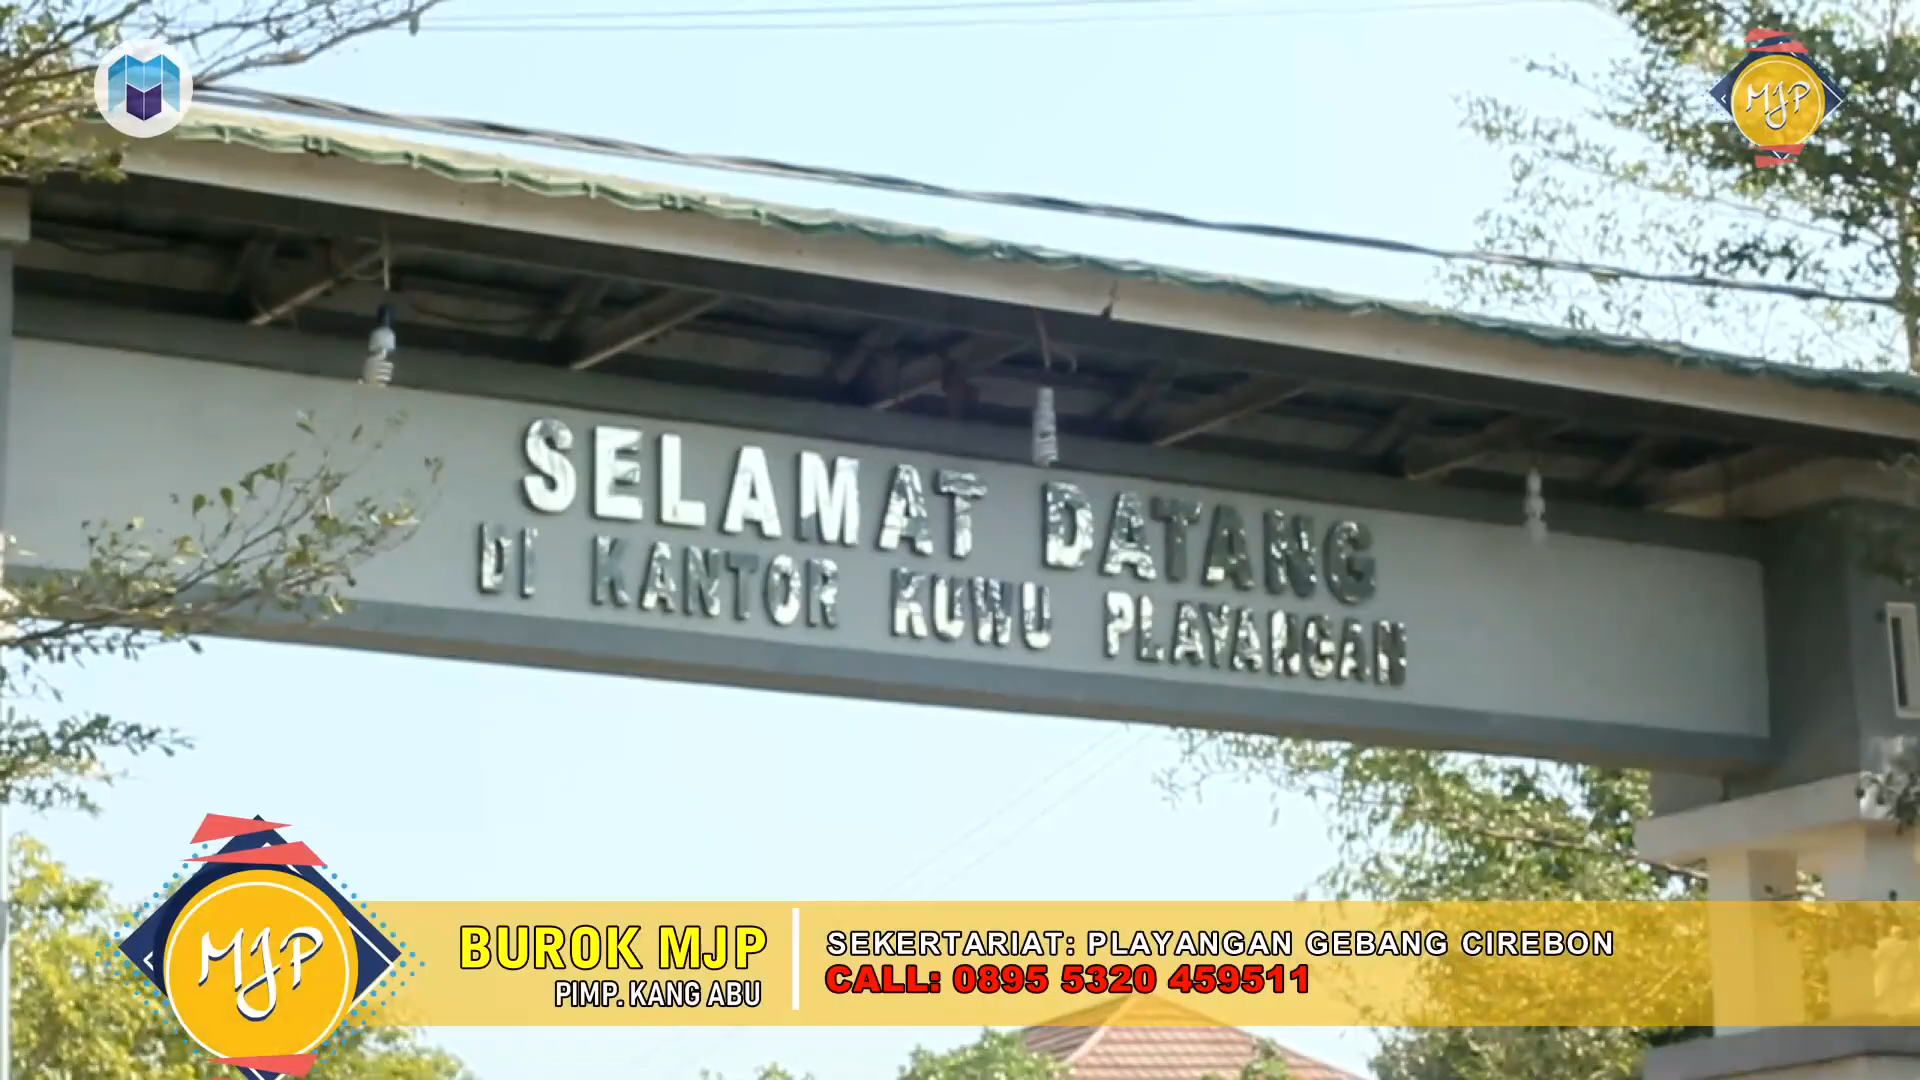 MJP
SELAMAT DATANG
DI KANTOR KUWU PLAYANGAN
MJP
BUROK MJP
PIMP. KANG ABU
SEKERTARIAT: PLAYANGAN GEBANG CIREBON
CALL: 0895 5320 459511